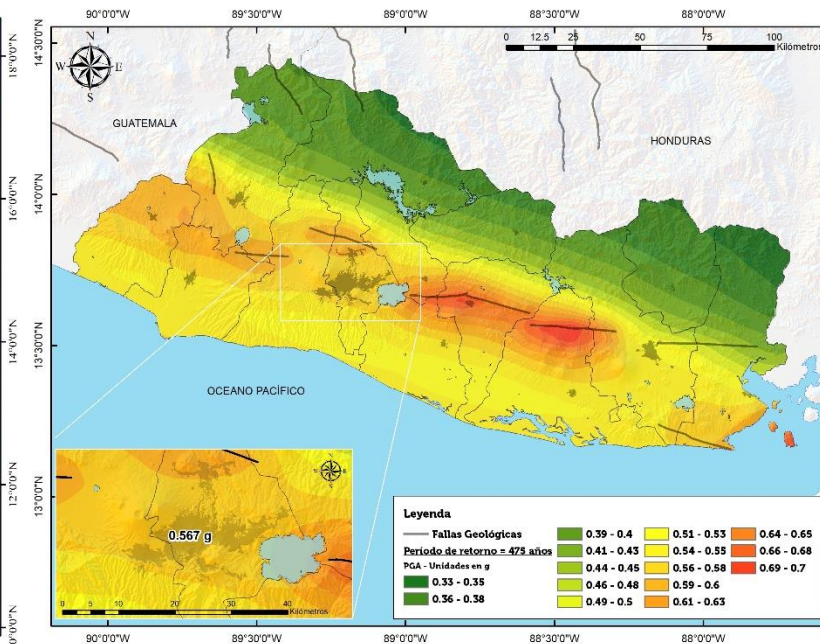 90°0'0"W 89°30'0"W 89°0'0"W 88°30'0"W 88°0'0"W
18°0'0"N
16°0'0"N
14°0'0"N
12°0'0"N
14°30'0"N
14°0'0"N
13°30'0"N
13°0'0"N
N
W E
S
0 12.5 25 50 75 100
Kilómetros
GUATEMALA
HONDURAS
OCEANO PACÍFICO
0.567 g
0 5 10 20 30 40
Kilómetros
Leyenda
Fallas Geológicas
Período de retorno = 475 años
PGA - Unidades en g
0.33 - 0.35
0.36 - 0.38
0.39 - 0.4
0.41 - 0.43
0.44 - 0.45
0.46 - 0.48
0.49 - 0.5
0.51 - 0.53
0.54 - 0.55
0.56 - 0.58
0.59 - 0.6
0.61 - 0.63
0.64 - 0.65
0.66 - 0.68
0.69 - 0.7
90°0'0"W 89°30'0"W 89°0'0"W 88°30'0"W 88°0'0"W